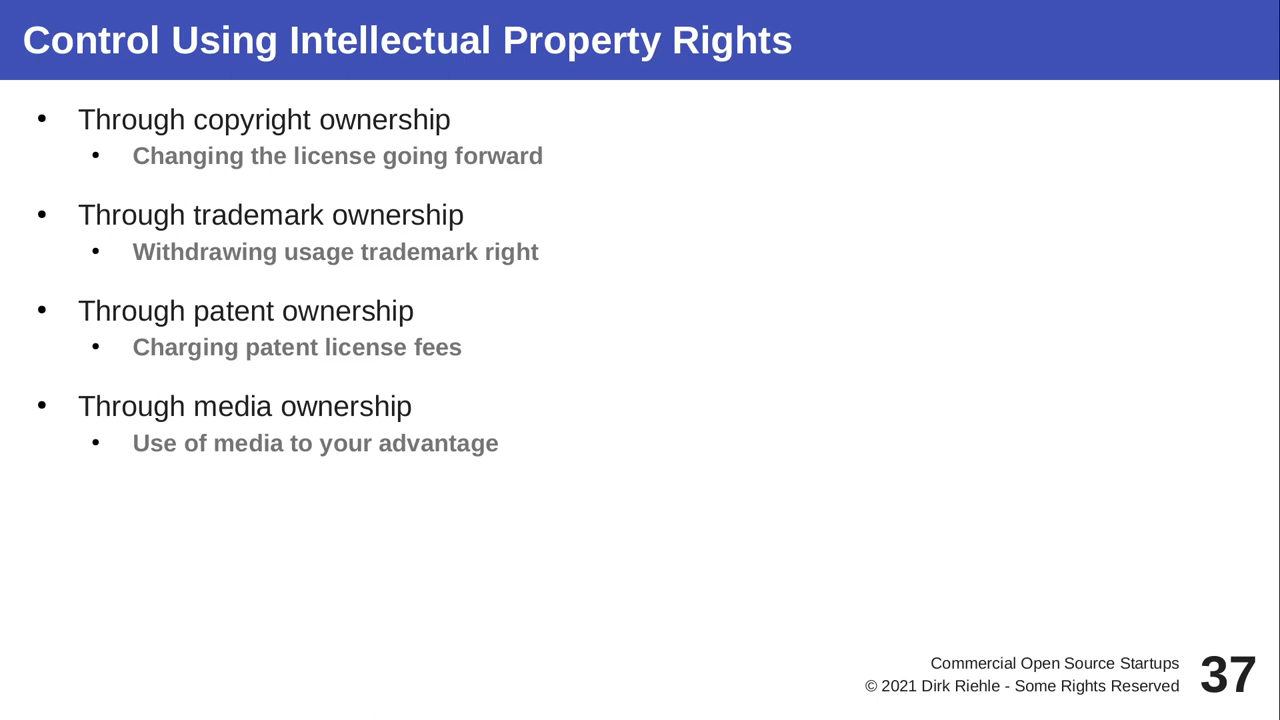 Control Using Intellectual Property Rights
• Through copyright ownership
• Changing the license going forward
• Through trademark ownership
• Withdrawing usage trademark right
• Through patent ownership
• Charging patent license fees
• Through media ownership
• Use of media to your advantage
Commercial Open Source Startups
© 2021 Dirk Riehle - Some Rights Reserved
37